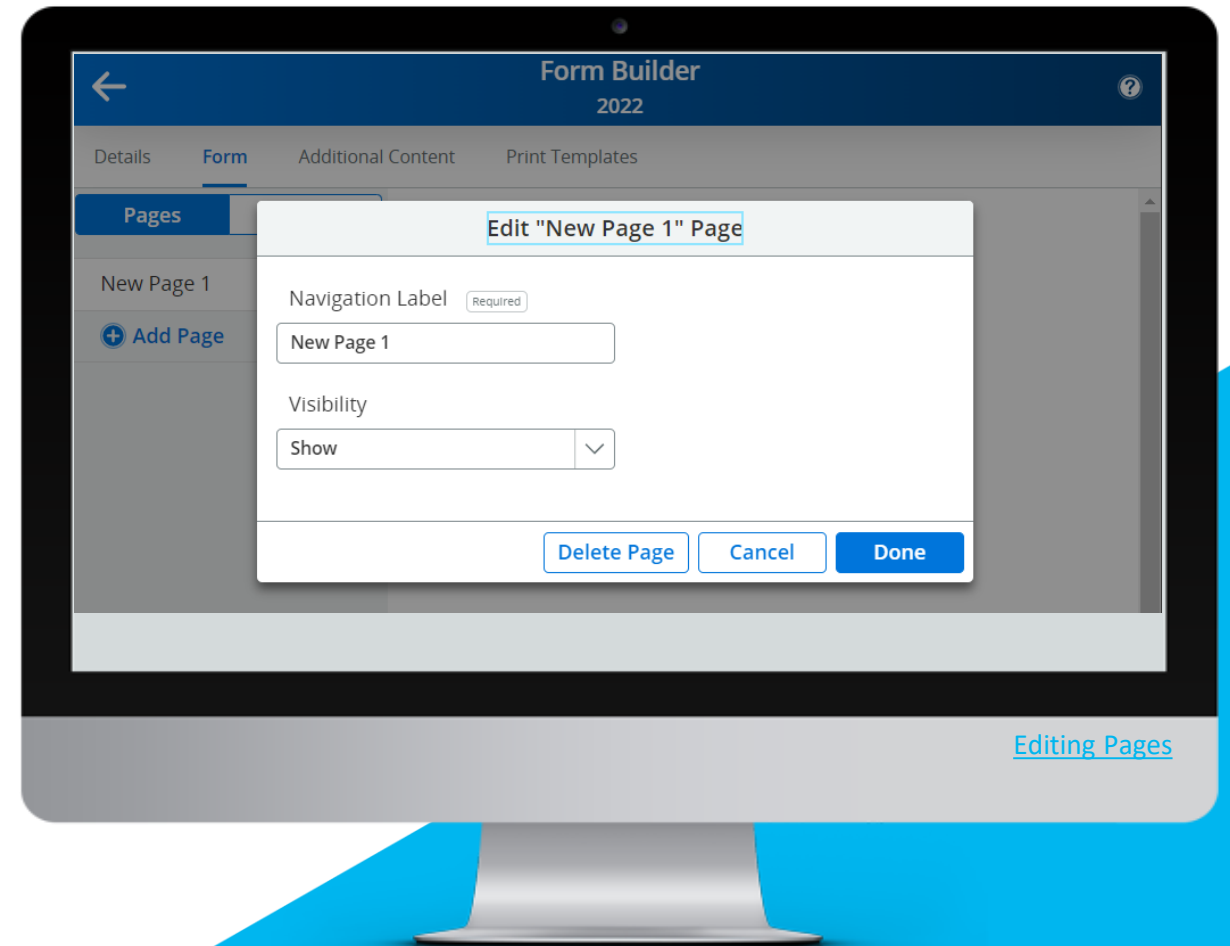 Form Builder
2022
Details Form Additional Content Print Templates
Pages
Edit "New Page 1" Page
New Page 1
Navigation Label Required
Add Page
New Page 1
Visibility
Show
Delete Page Cancel Done
Editing Pages